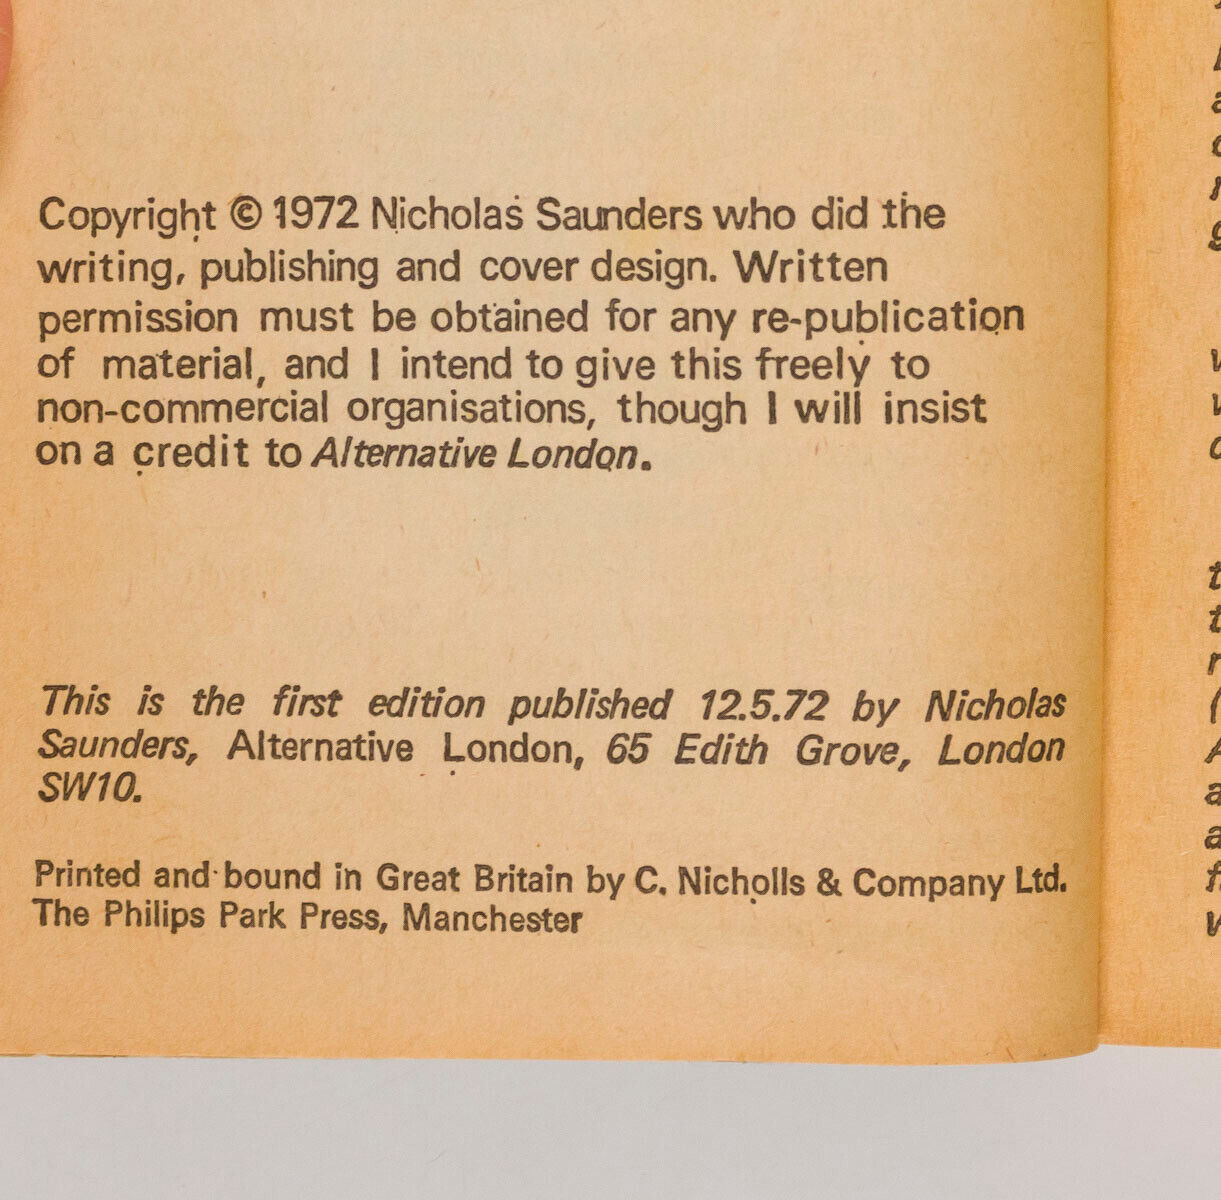 Copyright © 1972 Nicholas Saunders who did the
writing, publishing and cover design. Written
permission must be obtained for any re-publication
of material, and I intend to give this freely to
non-commercial organisations, though I will insist
on a credit to Alternative London.
This is the first edition published 12.5.72 by Nicholas
Saunders, Alternative London, 65 Edith Grove, London
SW10.
Printed and bound in Great Britain by C. Nicholls & Company Ltd.
The Philips Park Press, Manchester